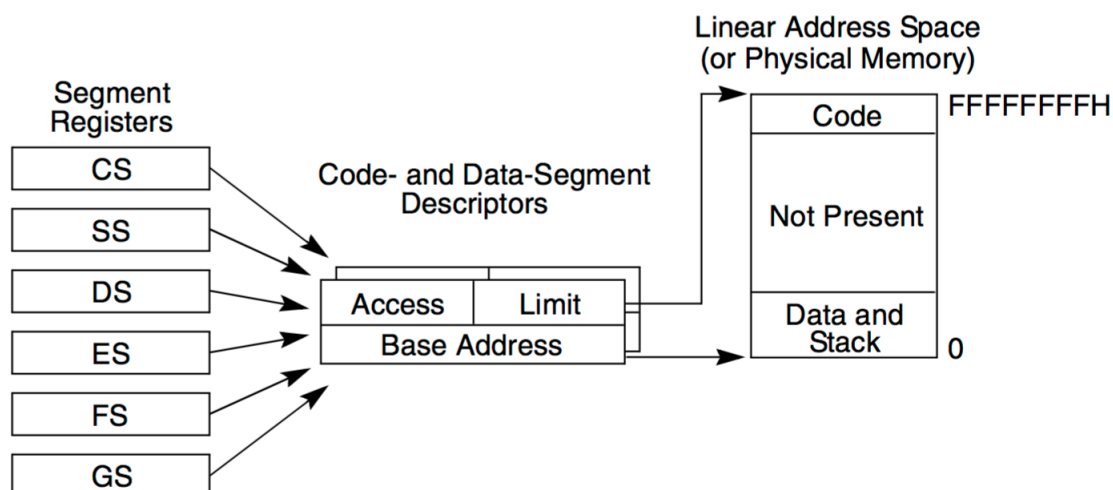 Linear Address Space
(or Physical Memory)
Segment
Registers
CS
SS
DS
ES
FS
GS
Code- and Data-Segment
Descriptors
Access
Limit
Base Address
Code
FFFFFFFFH
Not Present
Data and
Stack
0